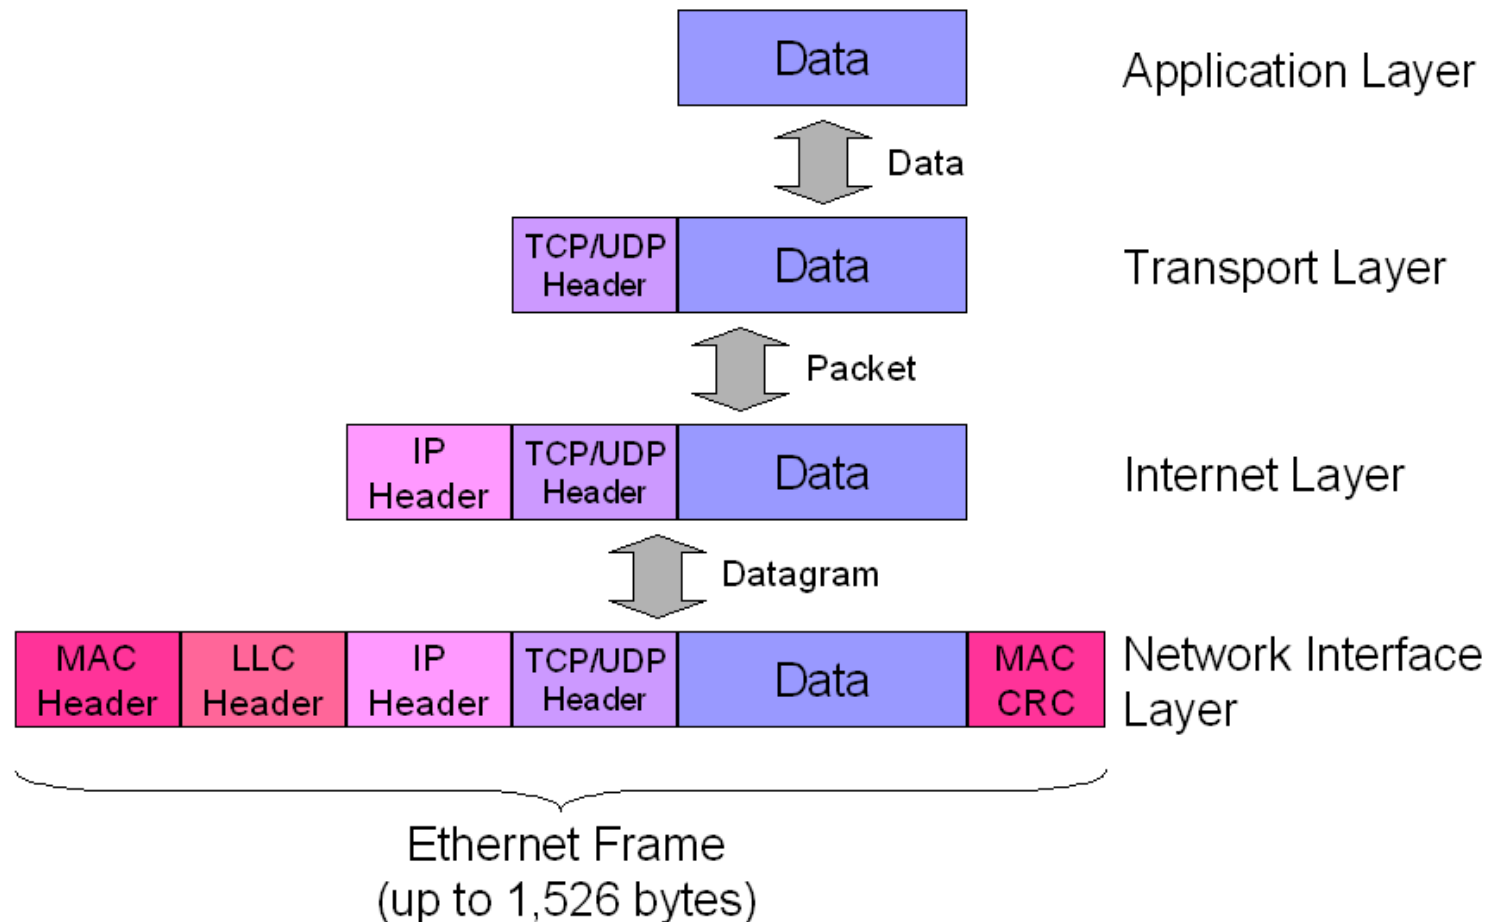 Data
Application Layer
Data
TCP/UDP
Header
Data
Transport Layer
Packet
IP
Header
TCP/UDP
Header
Data
Internet Layer
Datagram
MAC
Header
LLC
Header
IP
Header
TCP/UDP
Header
Data
MAC
CRC
Network Interface
Layer
Ethernet Frame
(up to 1,526 bytes)